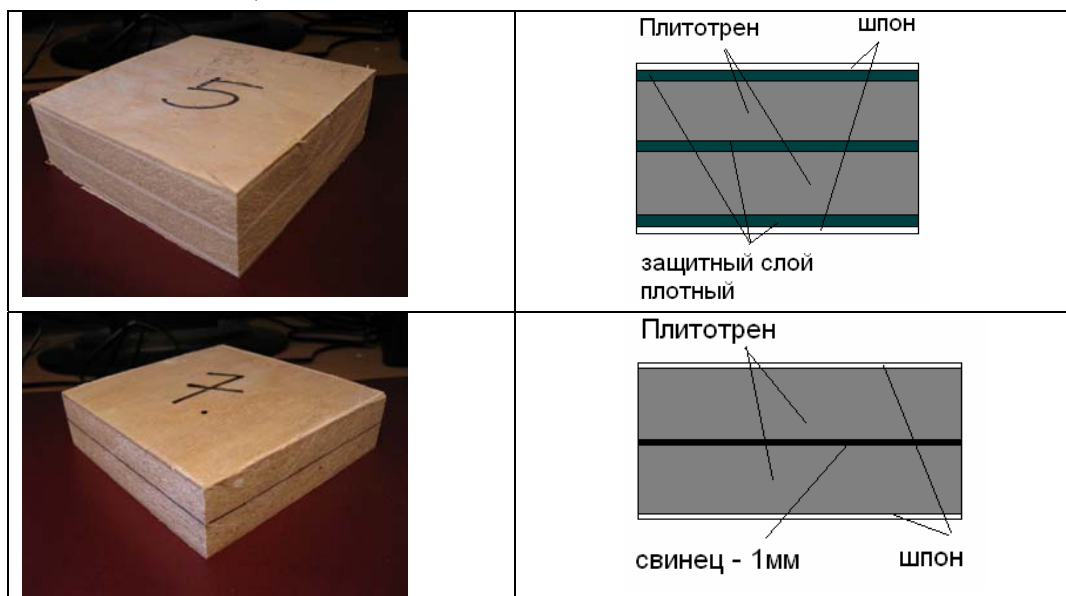 5
Плитотрен
шпон
защитный слой
плотный
7.
Плитотрен
свинец - 1мм
шпон